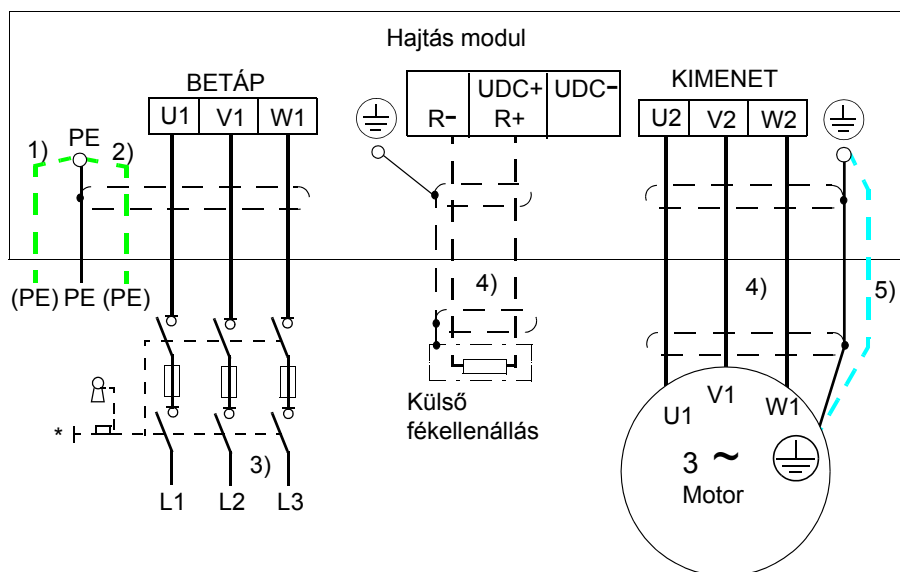 Hajtás modul
BETÁP
KIMENET
U1 V1 W1
R− UDC+ R+ UDC−
U2 V2 W2
1) PE 2)
(PE) PE (PE)
4)
4)
5)
Külső
fékellenállás
*
3)
L1 L2 L3
U1 V1 W1
3 ~
Motor